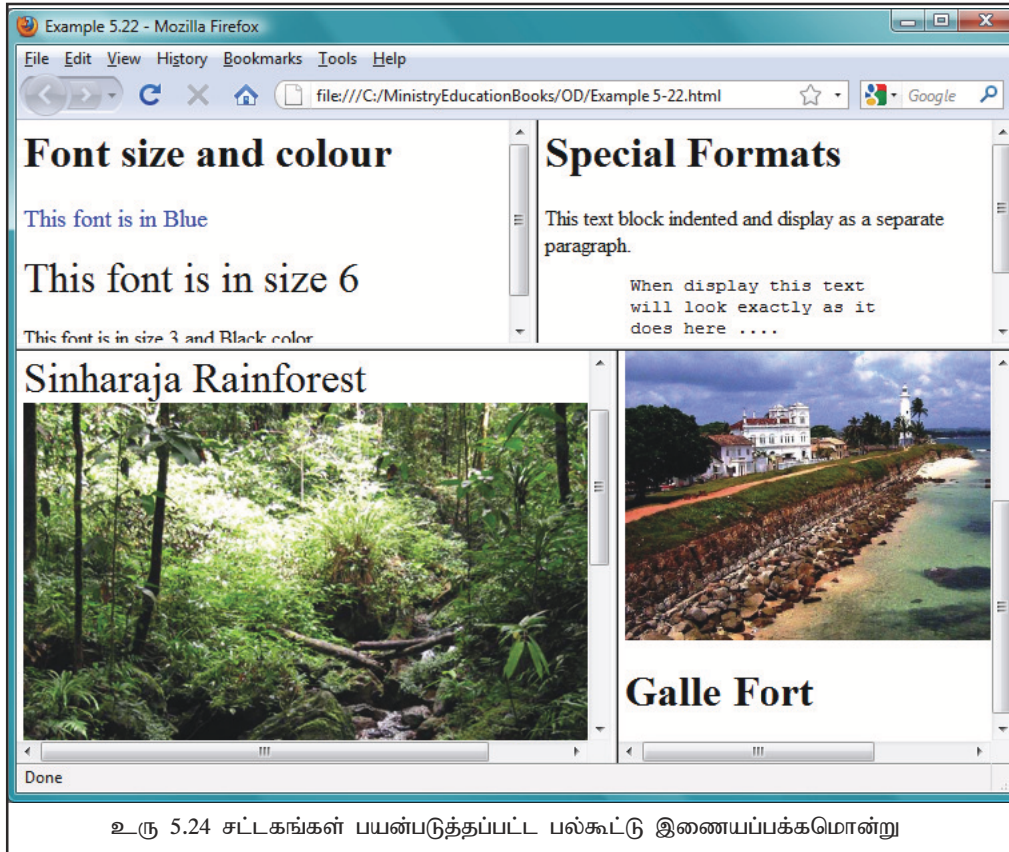 Example 5.22 - Mozilla Firefox
File Edit View History Bookmarks Tools Help
file:///C:/MinistryEducationBooks/OD/Example 5-22.html
Google
Font size and colour
This font is in Blue
This font is in size 6
This font is in size 3 and Black color
Special Formats
This text block indented and display as a separate
paragraph.
When display this text
will look exactly as it
does here ....
Sinharaja Rainforest
Galle Fort
Done
உரு 5.24 சட்டகங்கள் பயன்படுத்தப்பட்ட பல்கூட்டு இணையப்பக்கமொன்று